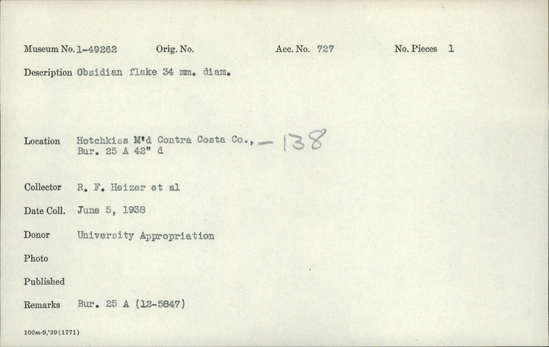 Museum No. 1-49262 Orig. No. Acc. No. 727 No. Pieces 1
Description Obsidian flake 34 mm. diam.
Location Hotchkiss M'd Contra Costa Co., -138
Bur. 25 A 42" d
Collector R. F. Heizer et al
Date Coll. June 5, 1938
Donor University Appropriation
Photo
Published
Remarks Bur. 25 A (12-5847)
100m-9,'39(1771)